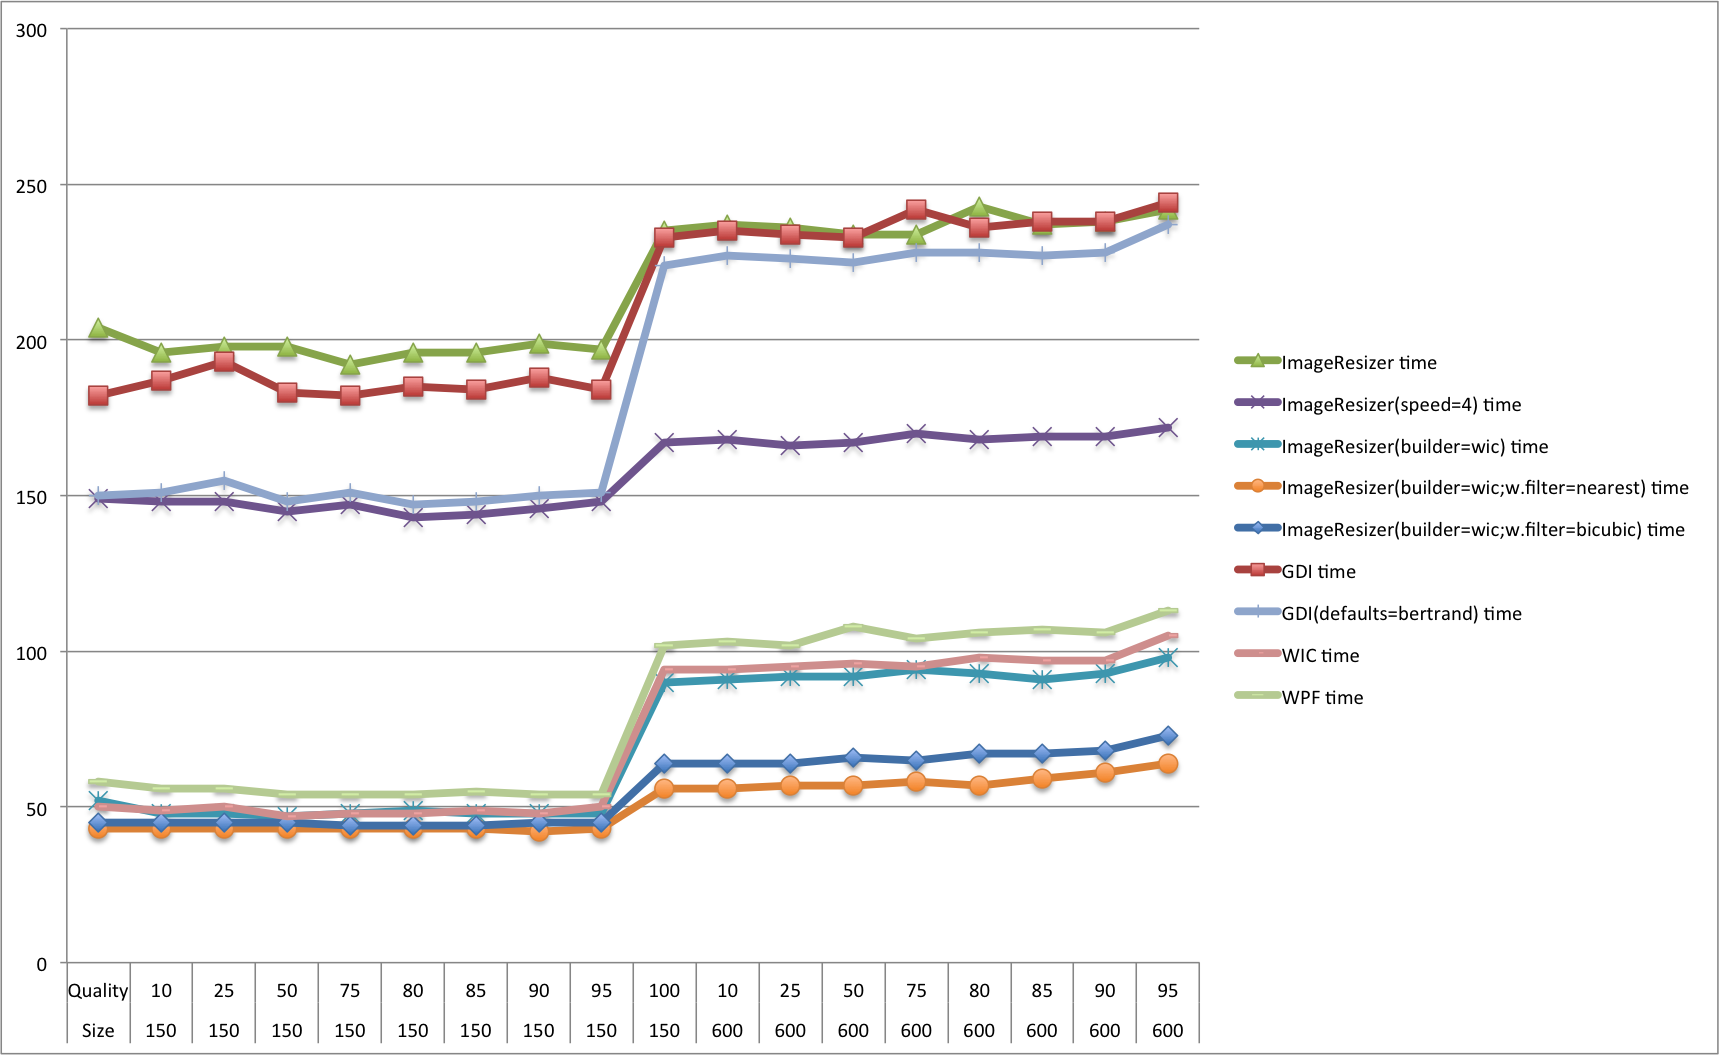 300
250
200
150
100
50
0
Quality 10 25 50 75 80 85 90 95 100 10 25 50 75 80 85 90 95
Size 150 150 150 150 150 150 150 150 150 600 600 600 600 600 600 600 600
ImageResizer time
ImageResizer(speed=4) time
ImageResizer(builder=wic) time
ImageResizer(builder=wic;w.filter=nearest) time
ImageResizer(builder=wic;w.filter=bicubic) time
GDI time
GDI(defaults=bertrand) time
WIC time
WPF time